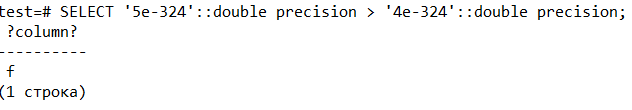 test=# SELECT '5e-324'::double precision > '4e-324'::double precision;
?column?
----------
f
(1 строка)